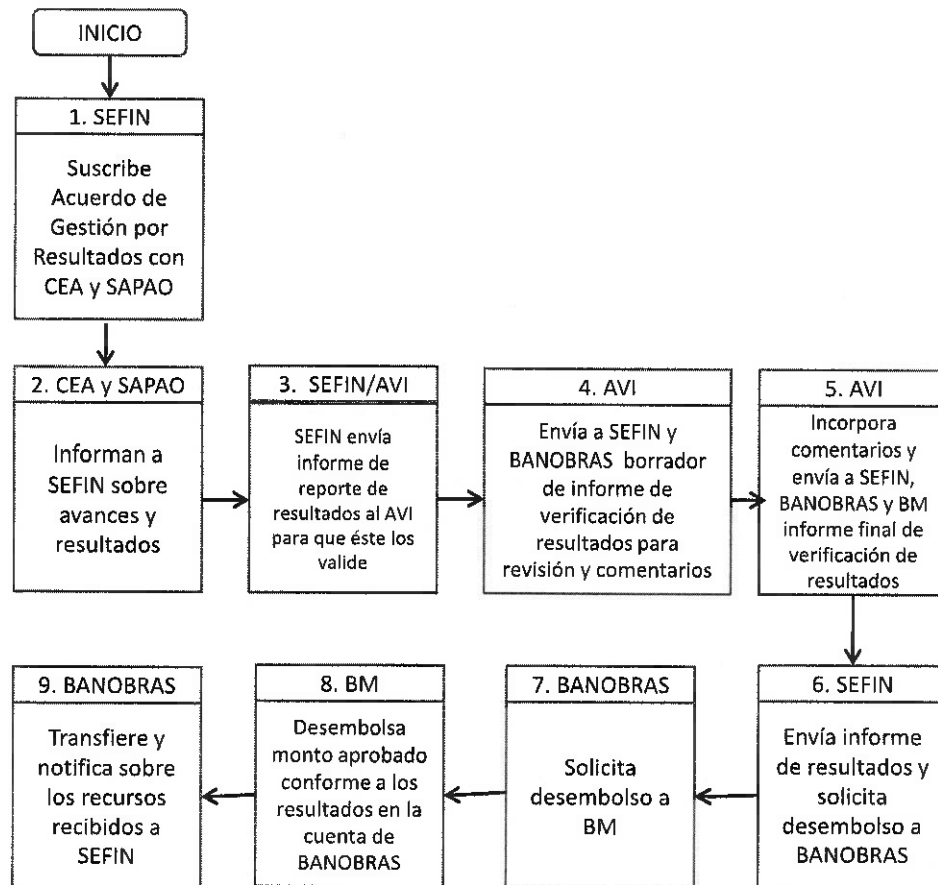 INICIO
1. SEFIN
Suscribe
Acuerdo de
Gestión por
Resultados con
CEA y SAPAO
2. CEA y SAPAO
Informan a
SEFIN sobre
avances y
resultados
3. SEFIN/AVI
SEFIN envía
informe de
reporte de
resultados al AVI
para que éste los
valide
4. AVI
Envía a SEFIN y
BANOBRAS borrador
de informe de
verificación de
resultados para
revisión y comentarios
5. AVI
Incorpora
comentarios y
envía a SEFIN,
BANOBRAS y BM
informe final de
verificación de
resultados
6. SEFIN
Envía informe
de resultados y
solicita
desembolso a
BANOBRAS
7. BANOBRAS
Solicita
desembolso a
BM
8. BM
Desembolsa
monto aprobado
conforme a los
resultados en la
cuenta de
BANOBRAS
9. BANOBRAS
Transfiere y
notifica sobre
los recursos
recibidos a
SEFIN